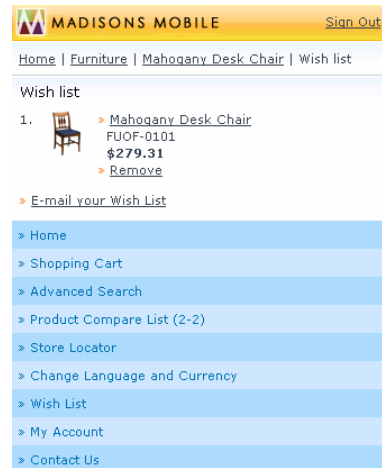 MADISONS MOBILE Sign Out
Home | Furniture | Mahogany Desk Chair | Wish list
Wish list
1. » Mahogany Desk Chair
FUOF-0101
$279.31
» Remove
» E-mail your Wish List
» Home
» Shopping Cart
» Advanced Search
» Product Compare List (2-2)
» Store Locator
» Change Language and Currency
» Wish List
» My Account
» Contact Us